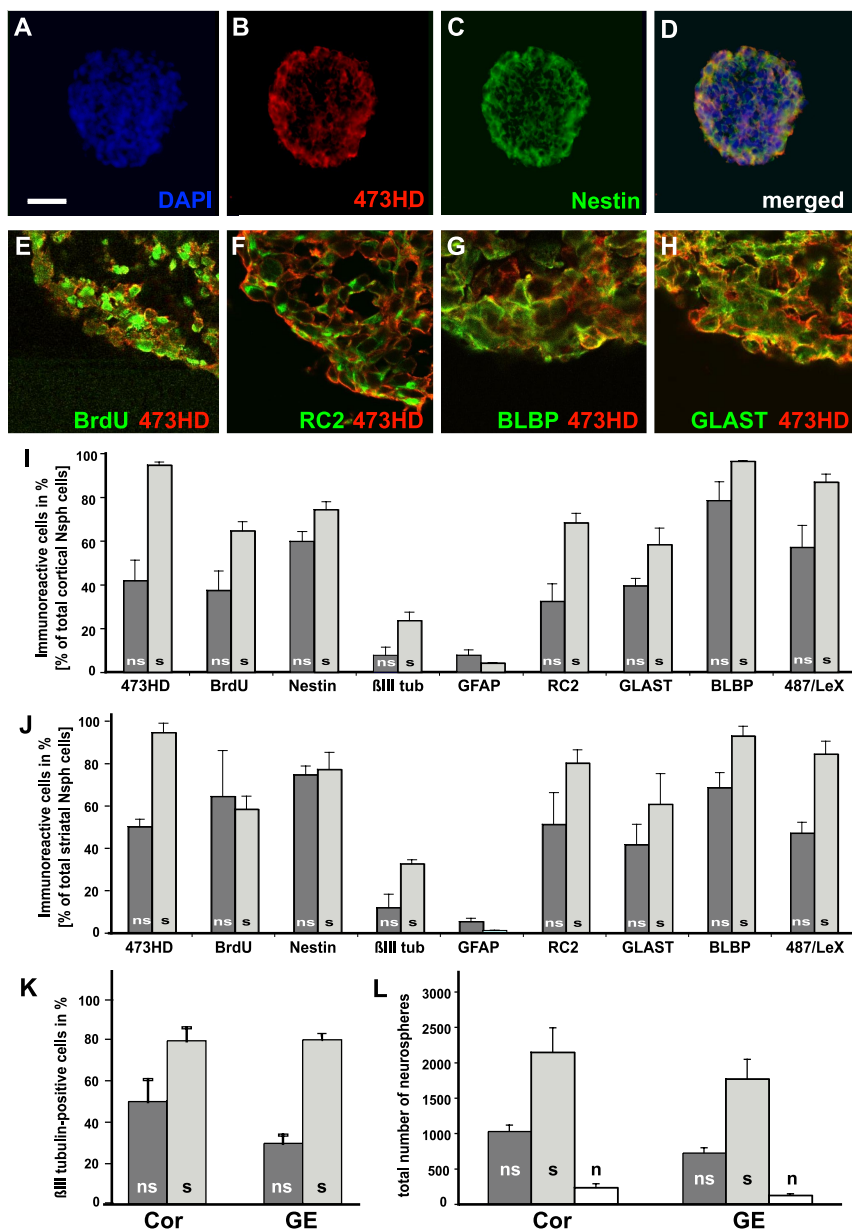 A
B
C
D
DAPI
473HD
Nestin
merged
E
F
G
H
BrdU 473HD
RC2 473HD
BLBP 473HD
GLAST 473HD
I
Immunoreactive cells in %
[% of total cortical Nsph cells]
100
80
60
40
20
0
ns s ns s ns s ns s ns s ns s ns s ns s ns s
473HD BrdU Nestin ßIII tub GFAP RC2 GLAST BLBP 487/LeX
J
Immunoreactive cells in %
[% of total striatal Nsph cells]
100
80
60
40
20
0
ns s ns s ns s ns s ns s ns s ns s ns s
473HD BrdU Nestin ßIII tub GFAP RC2 GLAST BLBP 487/LeX
K
ßIII tubulin-positive cells in %
100
80
60
40
20
0
ns s ns s
Cor GE
L
total number of neurospheres
3000
2500
2000
1500
1000
500
0
ns s n ns s n
Cor GE